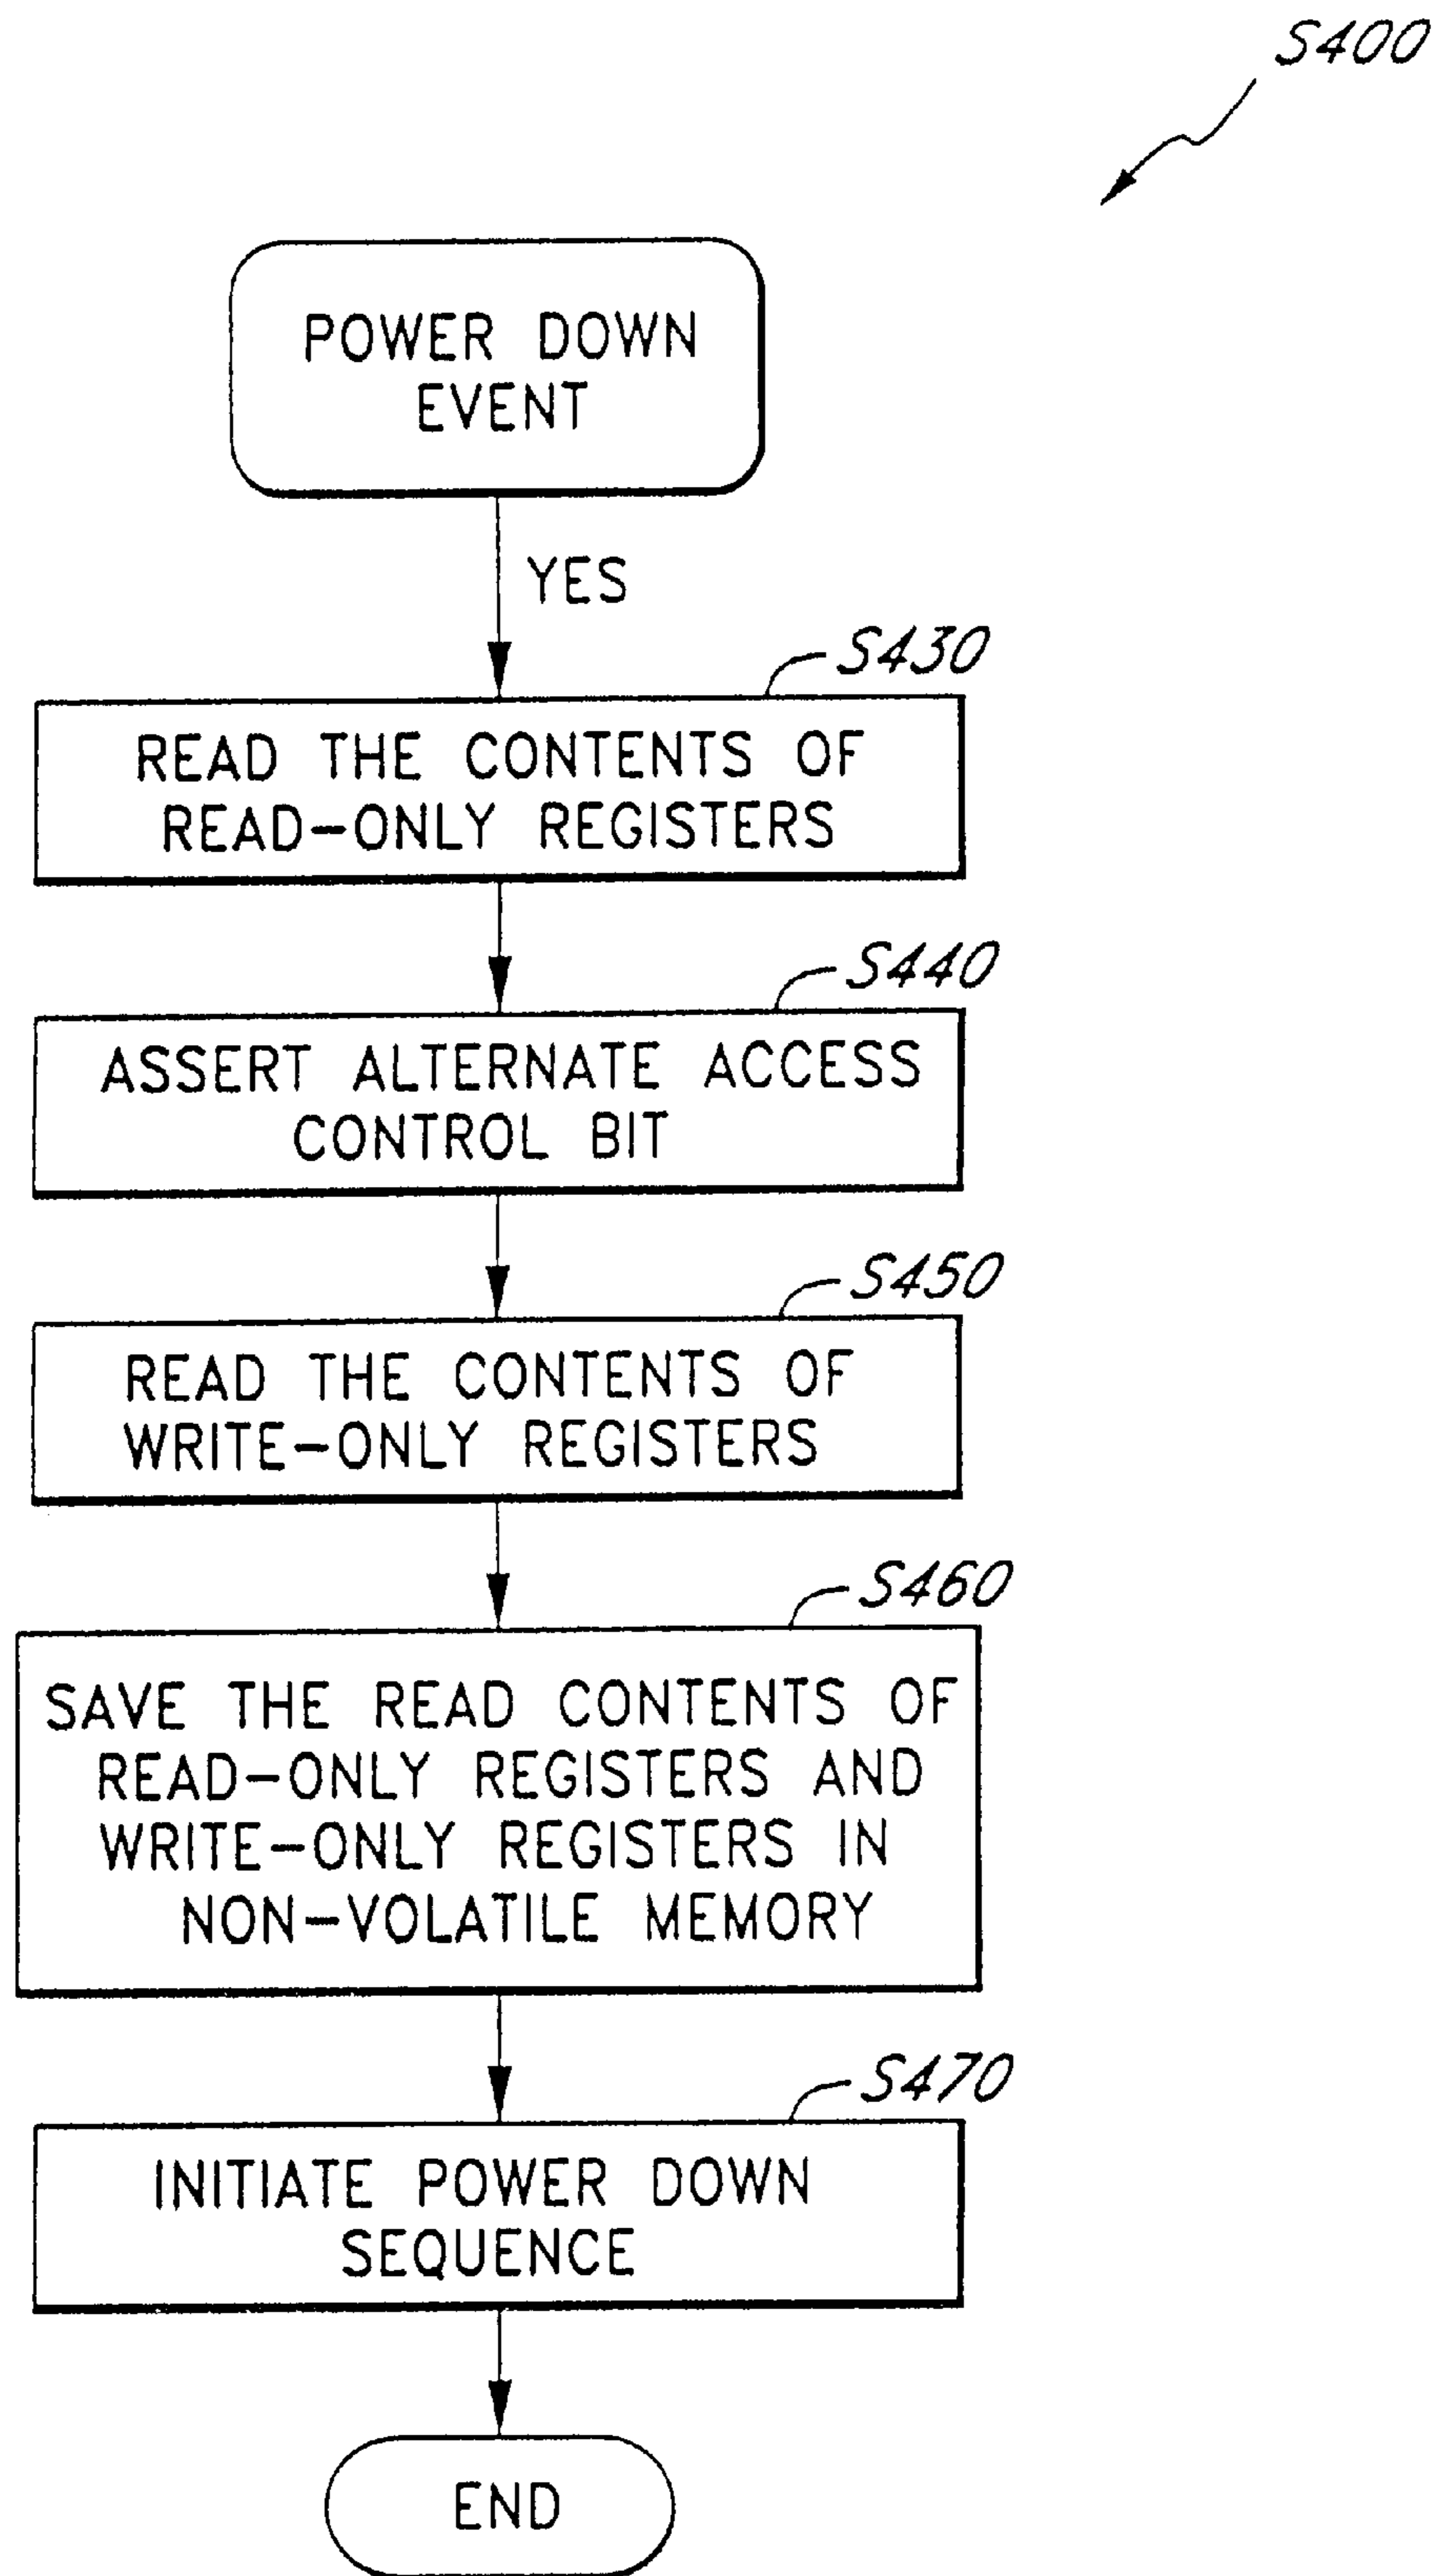 S400
POWER DOWN
EVENT
YES
S430
READ THE CONTENTS OF
READ-ONLY REGISTERS
S440
ASSERT ALTERNATE ACCESS
CONTROL BIT
S450
READ THE CONTENTS OF
WRITE-ONLY REGISTERS
S460
SAVE THE READ CONTENTS OF
READ-ONLY REGISTERS AND
WRITE-ONLY REGISTERS IN
NON-VOLATILE MEMORY
S470
INITIATE POWER DOWN
SEQUENCE
END